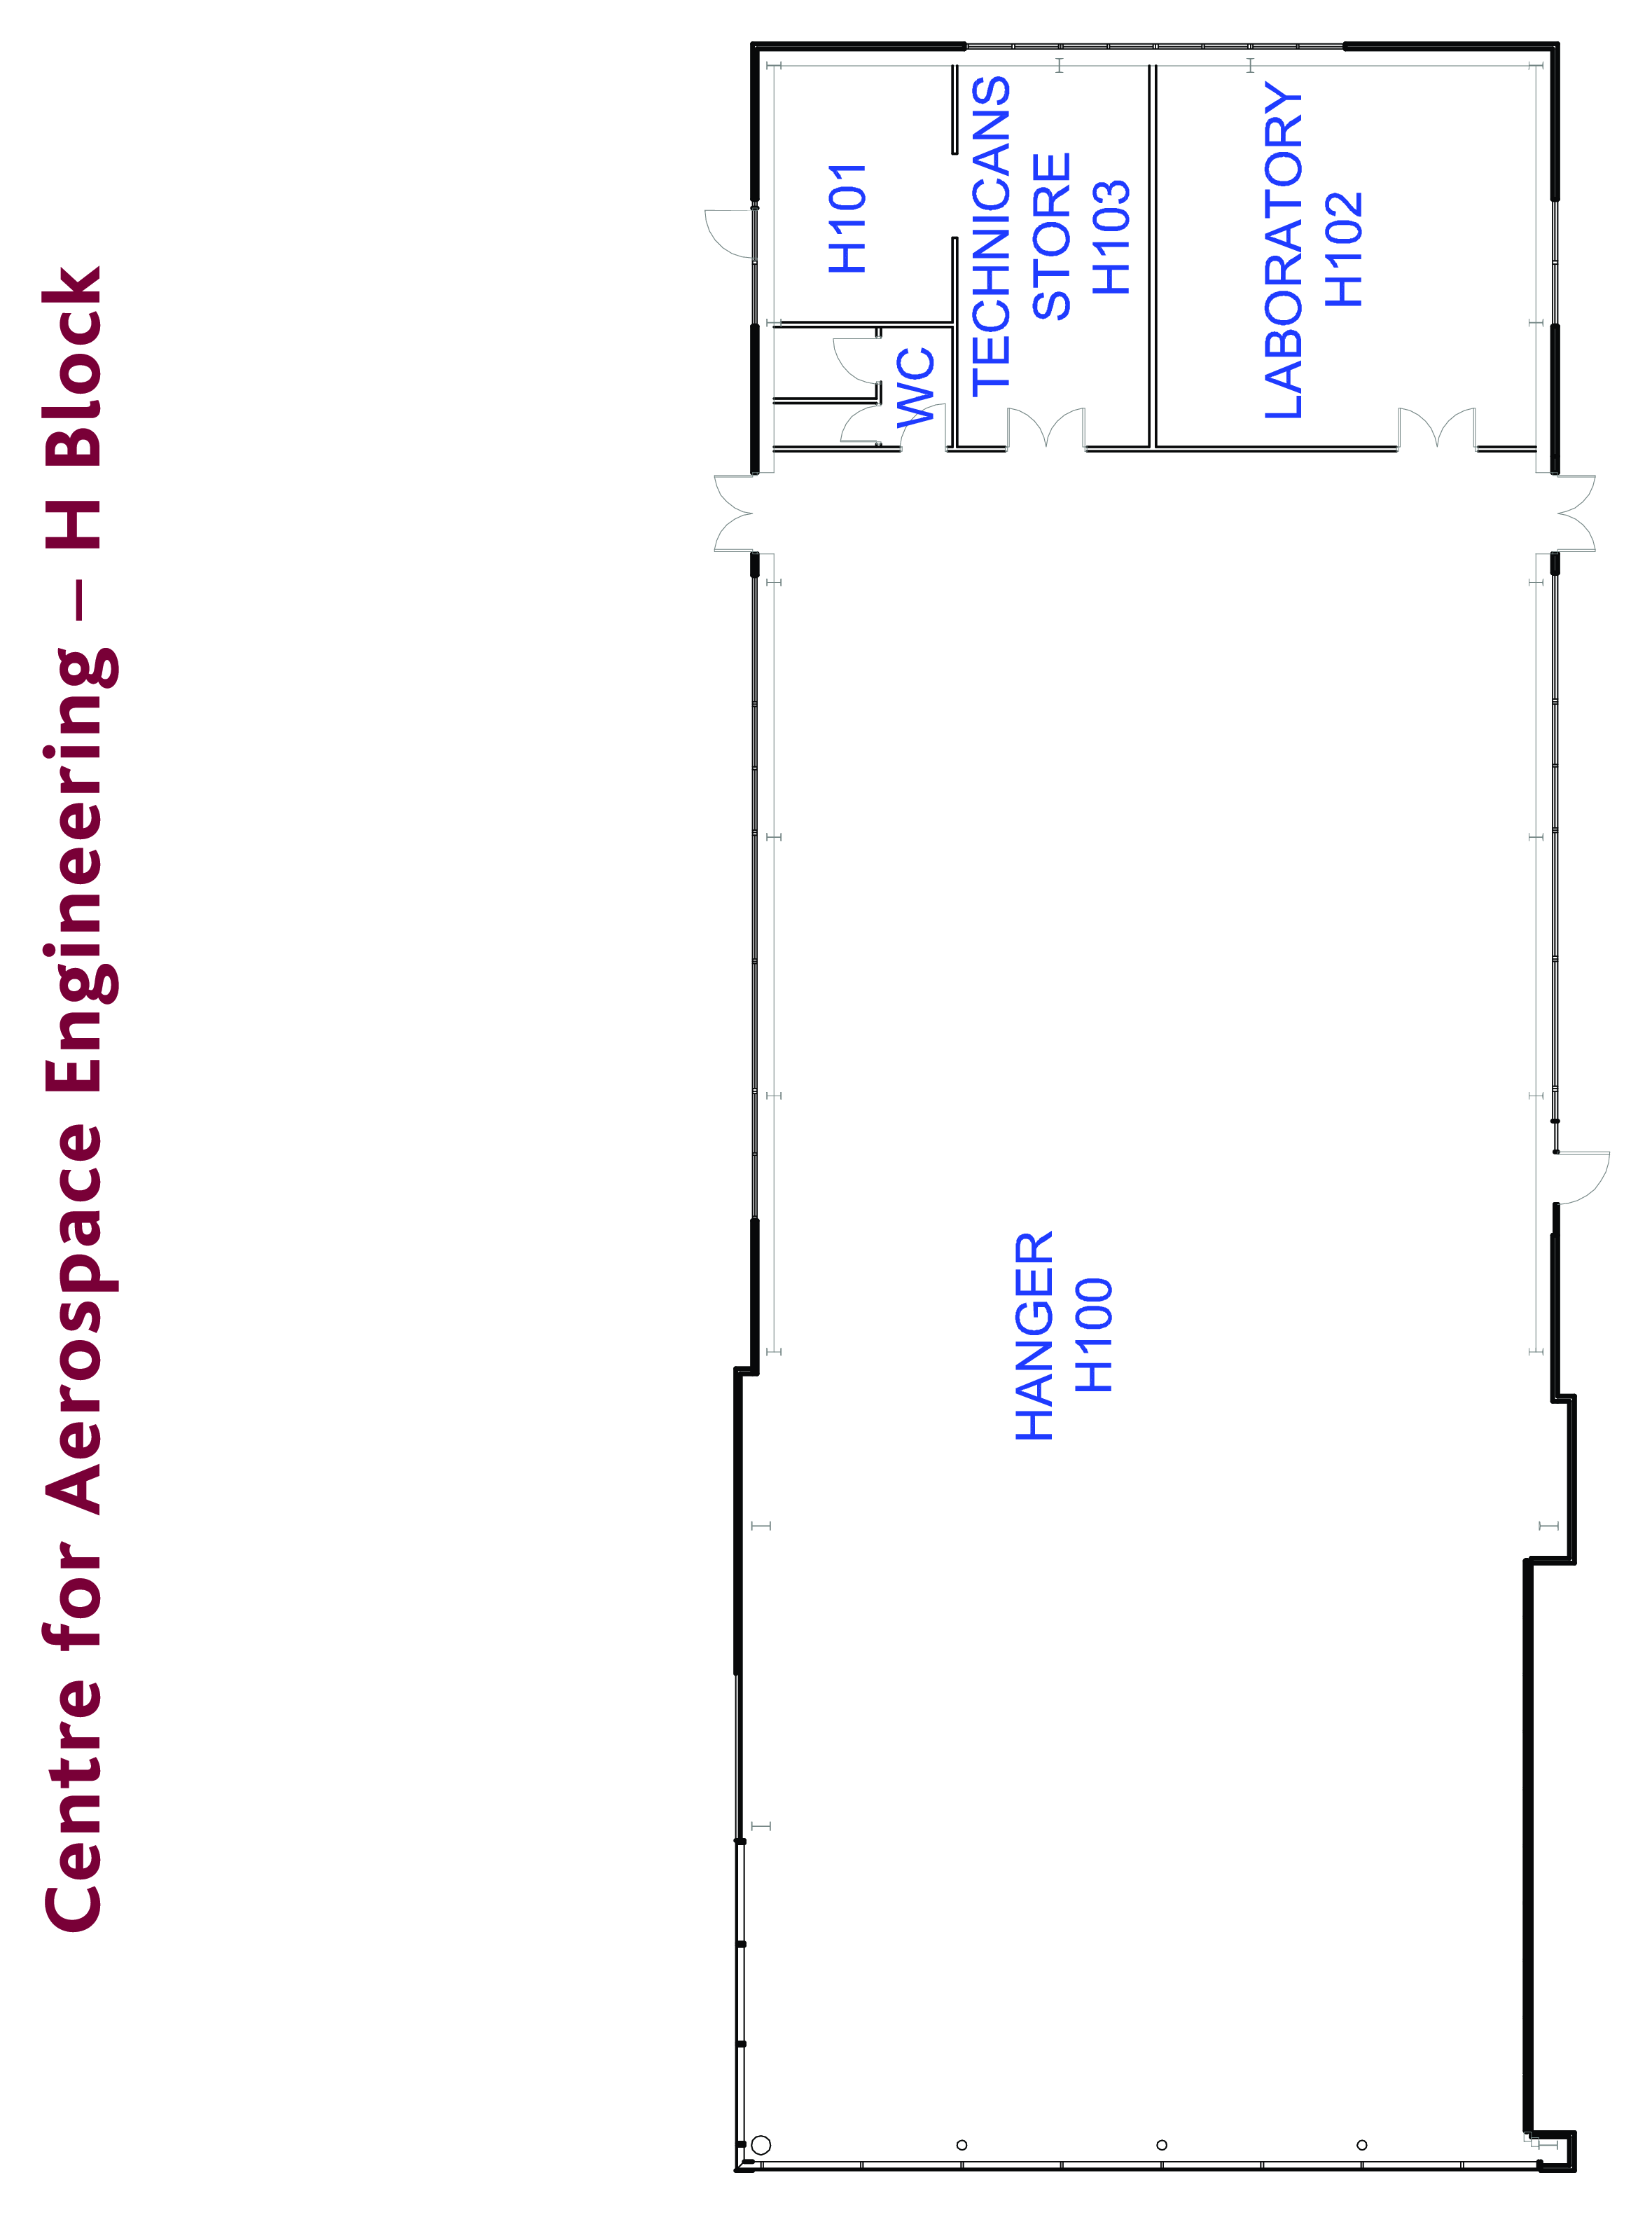 Centre for Aerospace Engineering – H Block
H101
WC
TECHNICANS
STORE
H103
LABORATORY
H102
HANGER
H100